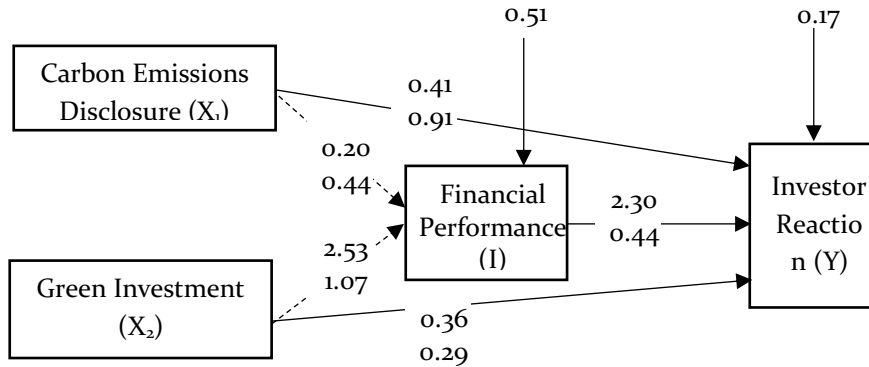 0.51
0.17
Carbon Emissions
Disclosure (X₁)
0.41
0.91
0.20
0.44
Financial
Performance
(I)
2.30
0.44
Investor
Reactio
n (Y)
2.53
1.07
Green Investment
(X₂)
0.36
0.29